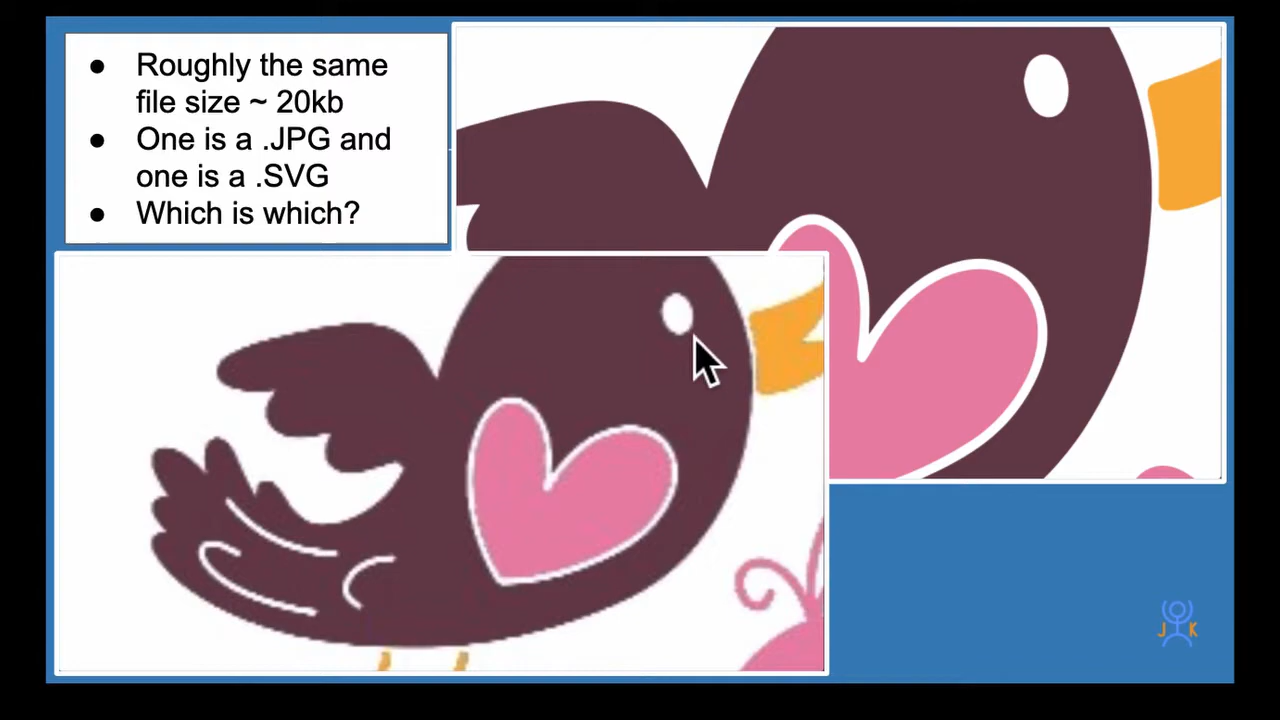 ● Roughly the same
file size ~ 20kb
● One is a .JPG and
one is a .SVG
● Which is which?
J K